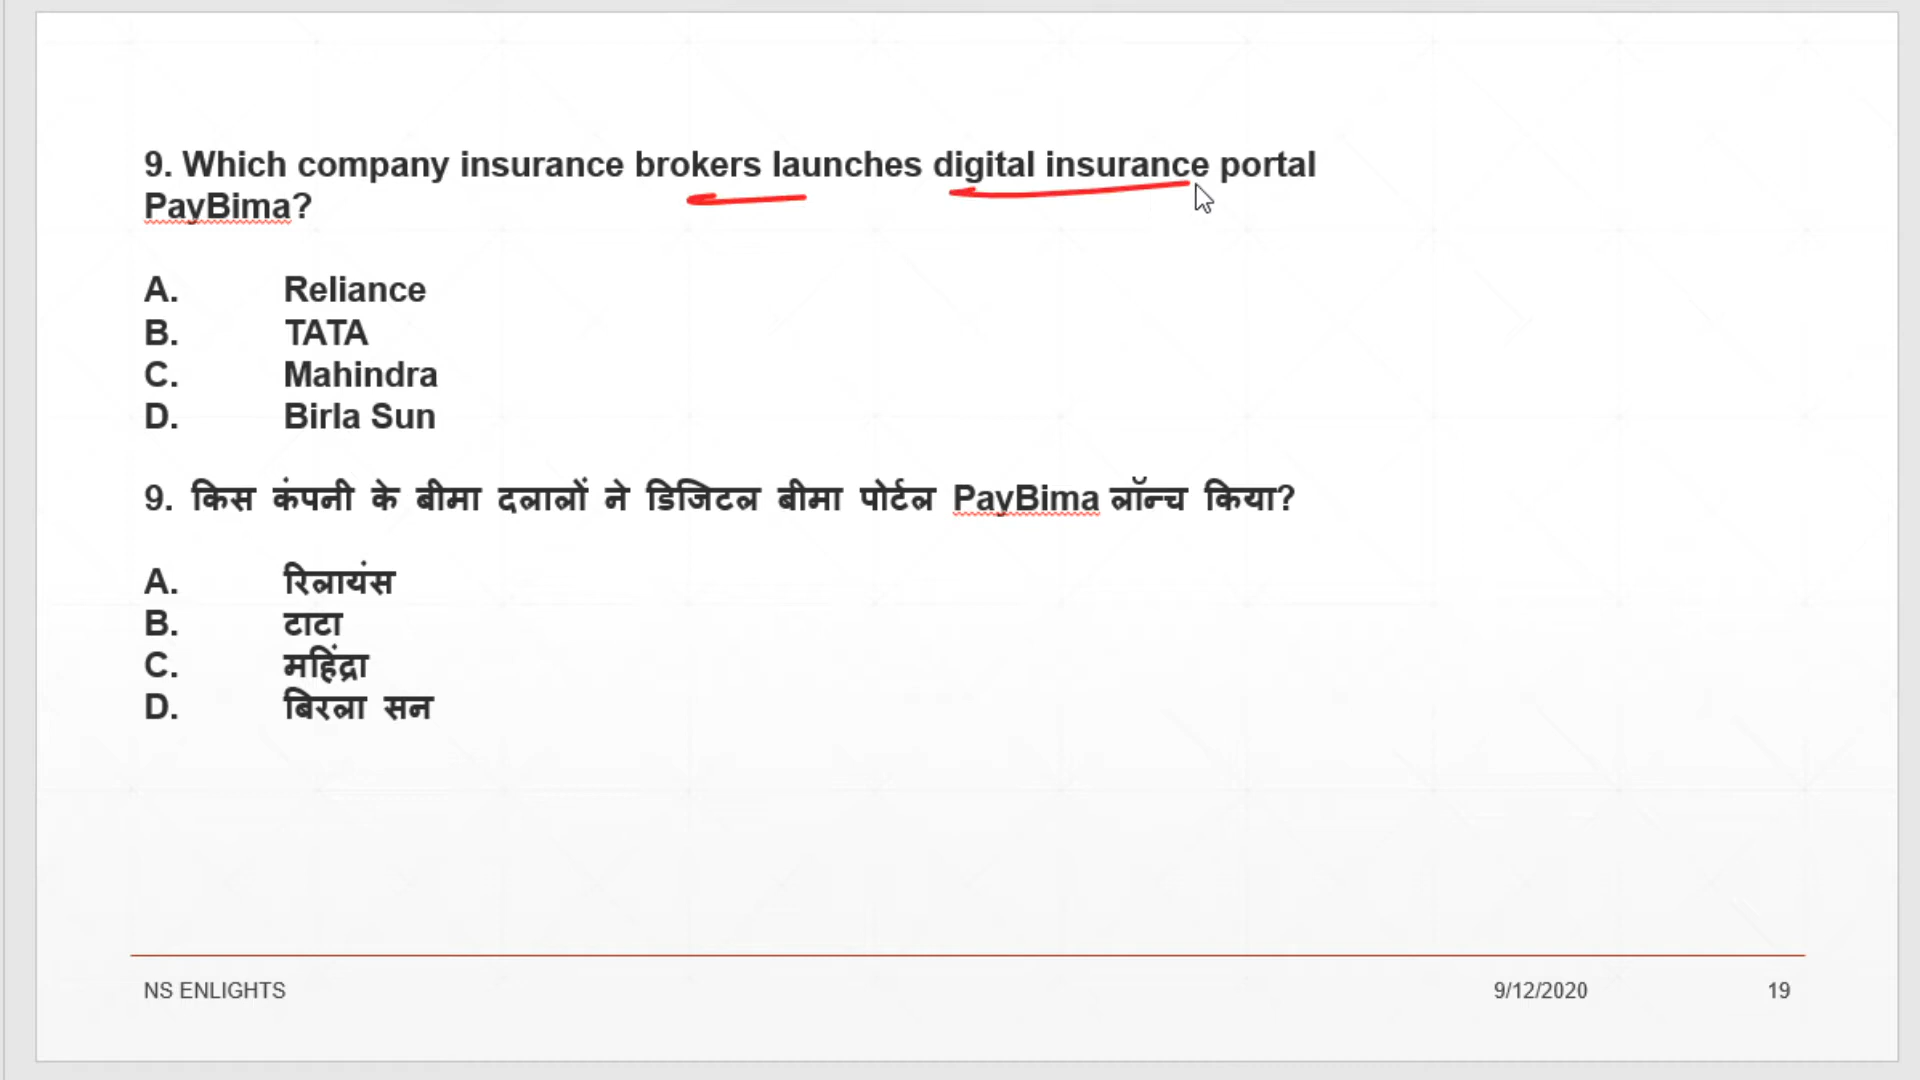 9. Which company insurance brokers launches digital insurance portal
PayBima?
A. Reliance
B. TATA
C. Mahindra
D. Birla Sun
9. किस कंपनी के बीमा दलालों ने डिजिटल बीमा पोर्टल PayBima लॉन्च किया?
A. रिलायंस
B. टाटा
C. महिंद्रा
D. बिरला सन
NS ENLIGHTS 9/12/2020 19